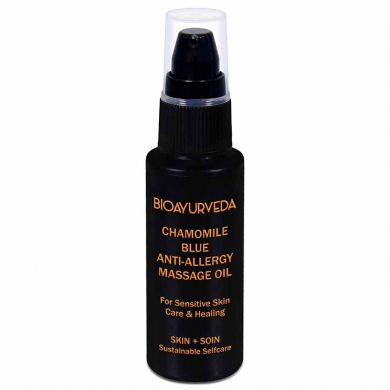 BIOAYURVEDA
CHAMOMILE
BLUE
ANTI-ALLERGY
MASSAGE OIL
For Sensitive Skin
Care & Healing
SKIN + SOIN
Sustainable Selfcare